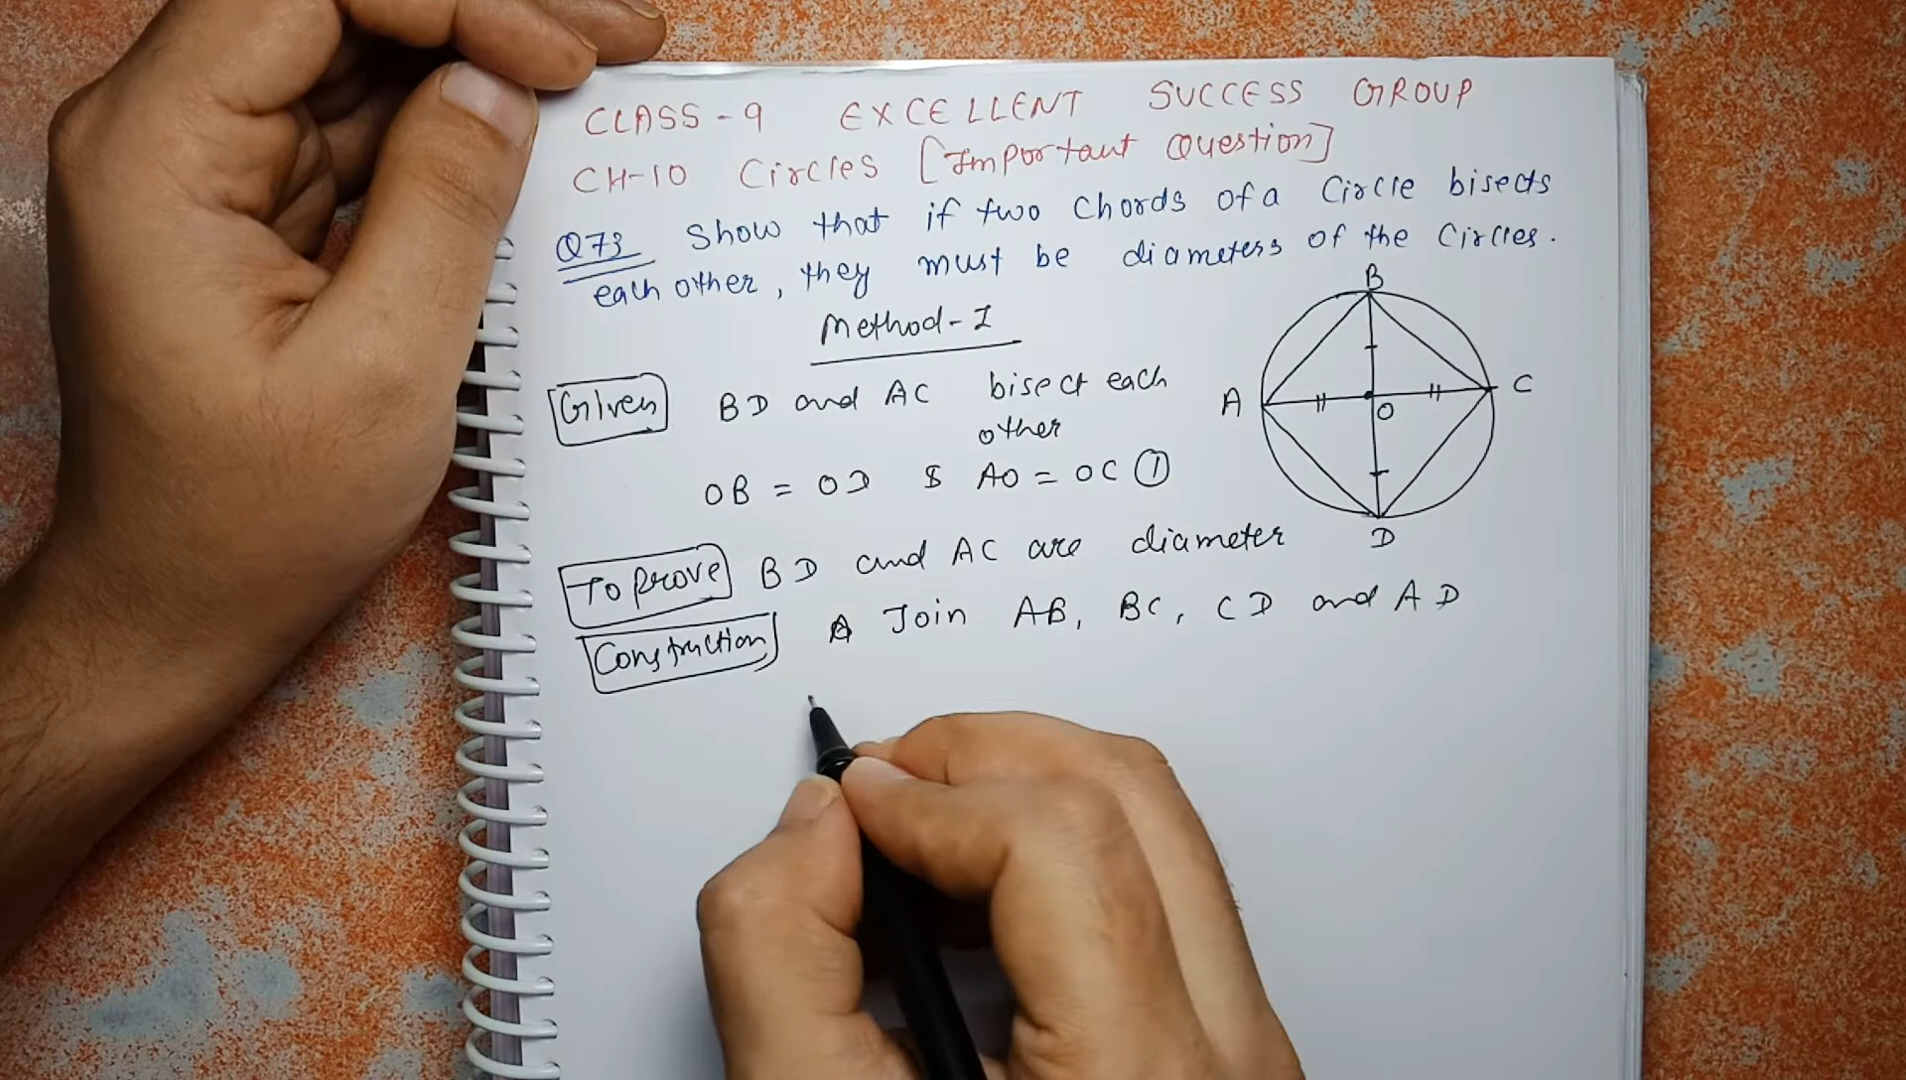 CLASS-9 EXCELLENT SUCCESS GROUP
CH-10 Circles [Important Question]
Q73 Show that if two chords of a Circle bisects
each other, they must be diameters of the Circles.
Method-I
Given BD and AC bisect each
other
OB = OD & AO = OC ①
To prove BD and AC are diameter
Construction A Join AB, BC, CD and AD
B
A
C
O
D